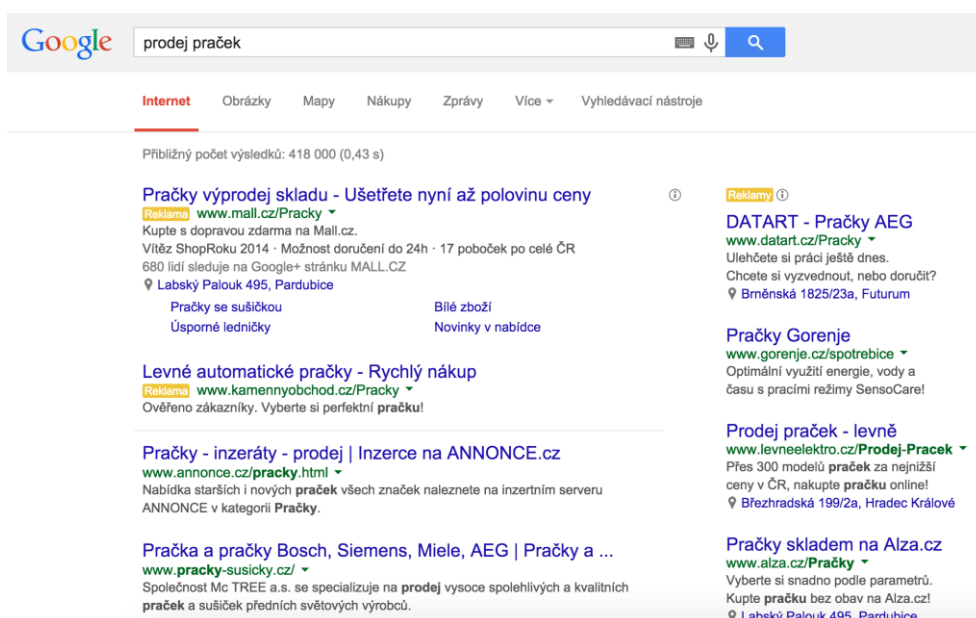 Google
prodej praček
Internet Obrázky Mapy Nákupy Zprávy Více Vyhledávací nástroje
Přibližný počet výsledků: 418 000 (0,43 s)
Pračky výprodej skladu - Ušetřete nyní až polovinu ceny
Reklama www.mall.cz/Pracky
Kupte s dopravou zdarma na Mall.cz.
Vítěz ShopRoku 2014 · Možnost doručení do 24h · 17 poboček po celé ČR
680 lidí sleduje na Google+ stránku MALL.CZ
Labský Palouk 495, Pardubice
Pračky se sušičkou Bílé zboží
Úsporné ledničky Novinky v nabídce
Levné automatické pračky - Rychlý nákup
Reklama www.kamennyobchod.cz/Pracky
Ověřeno zákazníky. Vyberte si perfektní pračku!
Pračky - inzeráty - prodej | Inzerce na ANNONCE.cz
www.annonce.cz/pracky.html
Nabídka starších i nových praček všech značek naleznete na inzertním serveru
ANNONCE v kategorii Pračky.
Pračka a pračky Bosch, Siemens, Miele, AEG | Pračky a ...
www.pracky-susicky.cz/
Společnost Mc TREE a.s. se specializuje na prodej vysoce spolehlivých a kvalitních
praček a sušiček předních světových výrobců.
Reklamy
DATART - Pračky AEG
www.datart.cz/Pracky
Ulehčete si práci ještě dnes.
Chcete si vyzvednout, nebo doručit?
Brněnská 1825/23a, Futurum
Pračky Gorenje
www.gorenje.cz/spotrebice
Optimální využití energie, vody a
času s pracími režimy SensoCare!
Prodej praček - levně
www.levneelektro.cz/Prodej-Pracek
Přes 300 modelů praček za nejnižší
ceny v ČR, nakupte pračku online!
Břehradská 199/2a, Hradec Králové
Pračky skladem na Alza.cz
www.alza.cz/Pračky
Vyberte si snadno podle parametrů.
Kupte pračku bez obav na Alza.cz!
Labský Palouk 495, Pardubice